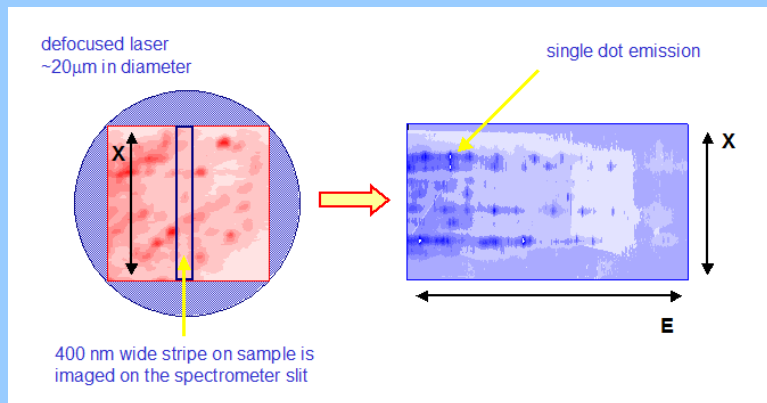 defocused laser
~20µm in diameter
single dot emission
X
X
E
400 nm wide stripe on sample is
imaged on the spectrometer slit